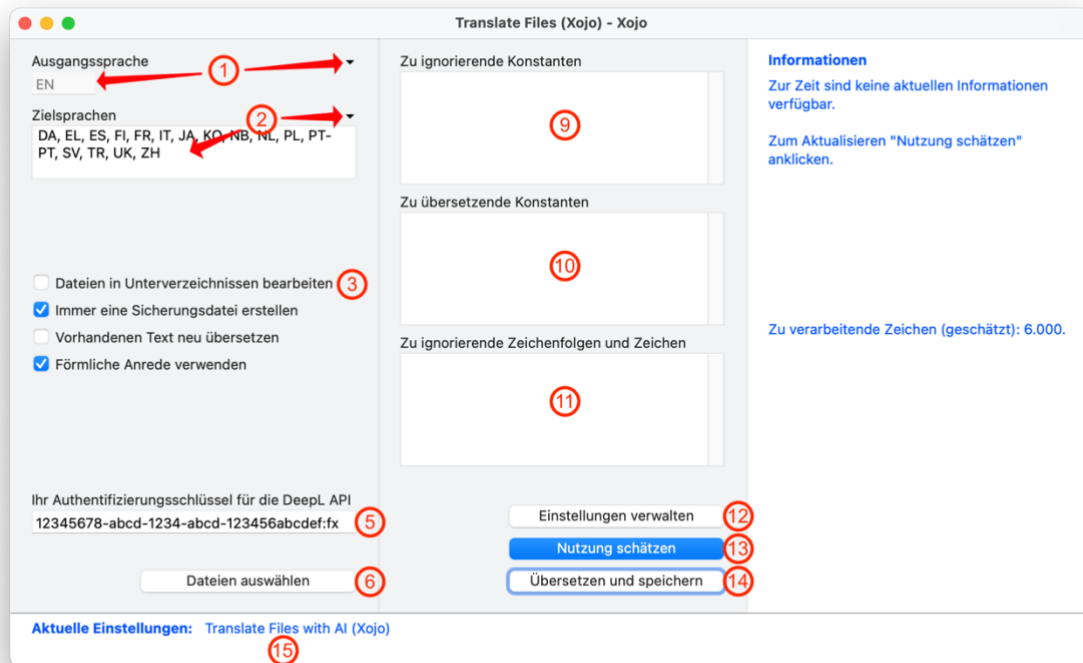 Translate Files (Xojo) - Xojo
Ausgangssprache
1
EN
Zielsprachen
2
DA, EL, ES, FI, FR, IT, JA, KO, NB, NL, PL, PT-
PT, SV, TR, UK, ZH
Dateien in Unterverzeichnissen bearbeiten
3
Immer eine Sicherungsdatei erstellen
Vorhandenen Text neu übersetzen
Förmliche Anrede verwenden
Ihr Authentifizierungsschlüssel für die DeepL API
12345678-abcd-1234-abcd-123456abcdef:fx
5
Dateien auswählen
6
Zu ignorierende Konstanten
9
Zu übersetzende Konstanten
10
Zu ignorierende Zeichenfolgen und Zeichen
11
Einstellungen verwalten
12
Nutzung schätzen
13
Übersetzen und speichern
14
Informationen
Zur Zeit sind keine aktuellen Informationen
verfügbar.
Zum Aktualisieren "Nutzung schätzen"
anklicken.
Zu verarbeitende Zeichen (geschätzt): 6.000.
Aktuelle Einstellungen: Translate Files with AI (Xojo)
15